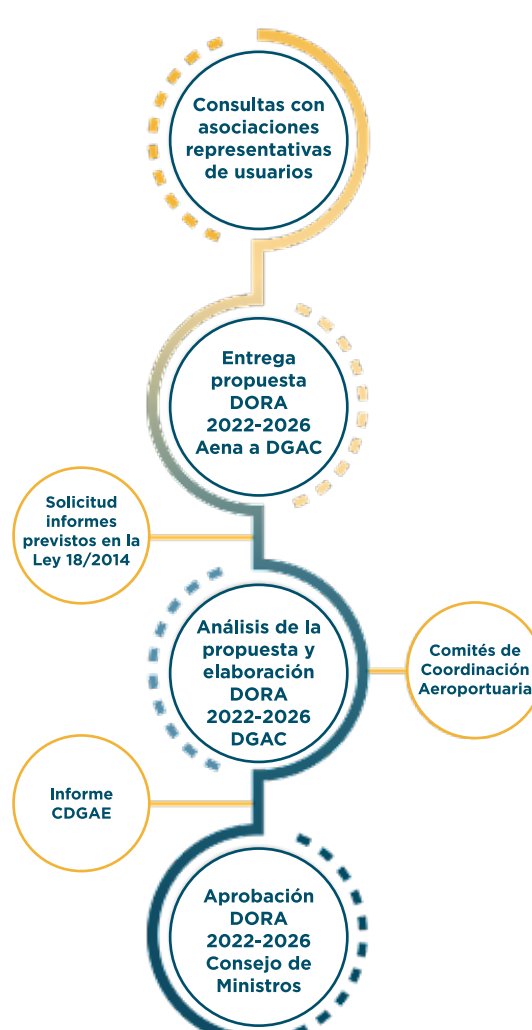 Consultas con
asociaciones
representativas
de usuarios
Entrega
propuesta
DORA
2022-2026
Aena a DGAC
Solicitud
informes
previstos en la
Ley 18/2014
Análisis de la
propuesta y
elaboración
DORA
2022-2026
DGAC
Comités de
Coordinación
Aeroportuaria
Informe
CDGAE
Aprobación
DORA
2022-2026
Consejo de
Ministros